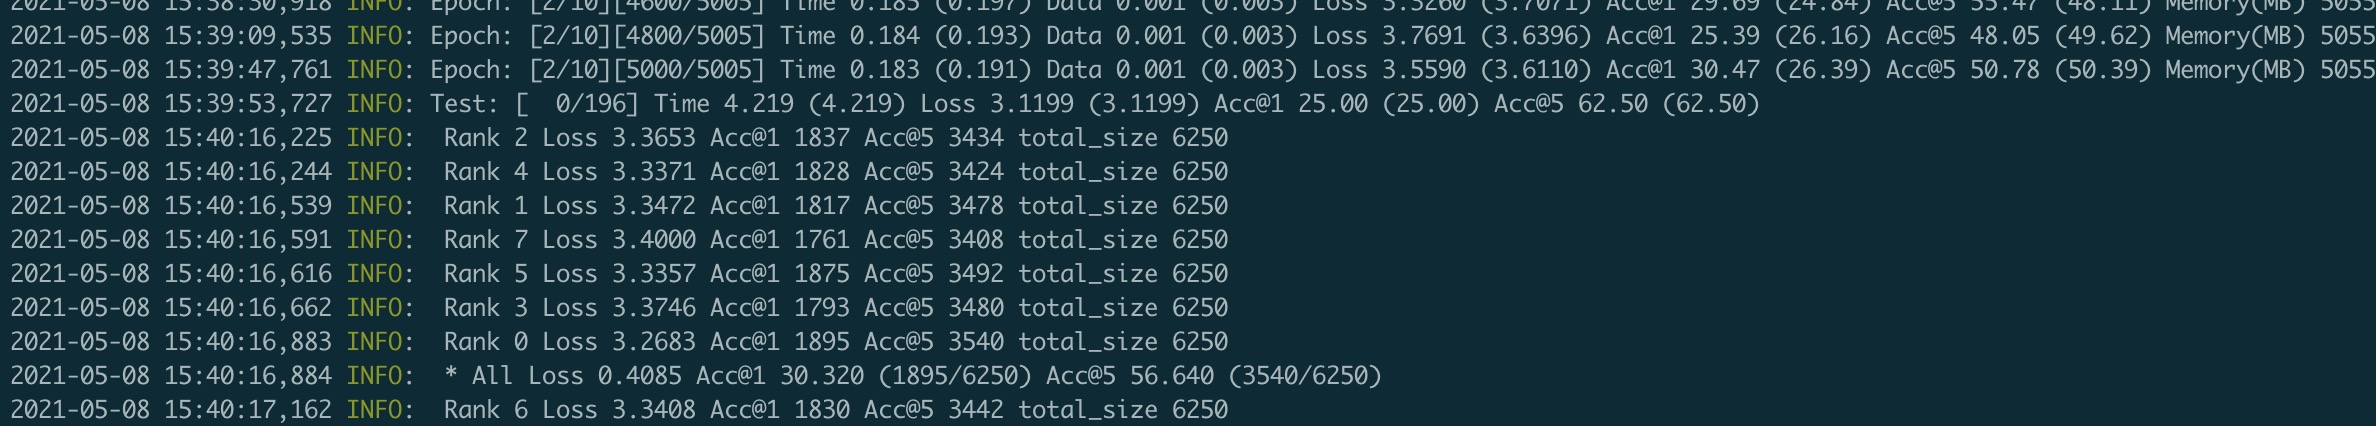 2021-05-08 15:38:30,918 INFO: Epoch: [2/10][4600/5005] Time 0.185 (0.197) Data 0.001 (0.003) Loss 3.3260 (3.7071) Acc@1 29.69 (24.84) Acc@5 55.47 (48.11) Memory(MB) 5055
2021-05-08 15:39:09,535 INFO: Epoch: [2/10][4800/5005] Time 0.184 (0.193) Data 0.001 (0.003) Loss 3.7691 (3.6396) Acc@1 25.39 (26.16) Acc@5 48.05 (49.62) Memory(MB) 5055
2021-05-08 15:39:47,761 INFO: Epoch: [2/10][5000/5005] Time 0.183 (0.191) Data 0.001 (0.003) Loss 3.5590 (3.6110) Acc@1 30.47 (26.39) Acc@5 50.78 (50.39) Memory(MB) 5055
2021-05-08 15:39:53,727 INFO: Test: [  0/196] Time 4.219 (4.219) Loss 3.1199 (3.1199) Acc@1 25.00 (25.00) Acc@5 62.50 (62.50)
2021-05-08 15:40:16,225 INFO:  Rank 2 Loss 3.3653 Acc@1 1837 Acc@5 3434 total_size 6250
2021-05-08 15:40:16,244 INFO:  Rank 4 Loss 3.3371 Acc@1 1828 Acc@5 3424 total_size 6250
2021-05-08 15:40:16,539 INFO:  Rank 1 Loss 3.3472 Acc@1 1817 Acc@5 3478 total_size 6250
2021-05-08 15:40:16,591 INFO:  Rank 7 Loss 3.4000 Acc@1 1761 Acc@5 3408 total_size 6250
2021-05-08 15:40:16,616 INFO:  Rank 5 Loss 3.3357 Acc@1 1875 Acc@5 3492 total_size 6250
2021-05-08 15:40:16,662 INFO:  Rank 3 Loss 3.3746 Acc@1 1793 Acc@5 3480 total_size 6250
2021-05-08 15:40:16,883 INFO:  Rank 0 Loss 3.2683 Acc@1 1895 Acc@5 3540 total_size 6250
2021-05-08 15:40:16,884 INFO:  * All Loss 0.4085 Acc@1 30.320 (1895/6250) Acc@5 56.640 (3540/6250)
2021-05-08 15:40:17,162 INFO:  Rank 6 Loss 3.3408 Acc@1 1830 Acc@5 3442 total_size 6250